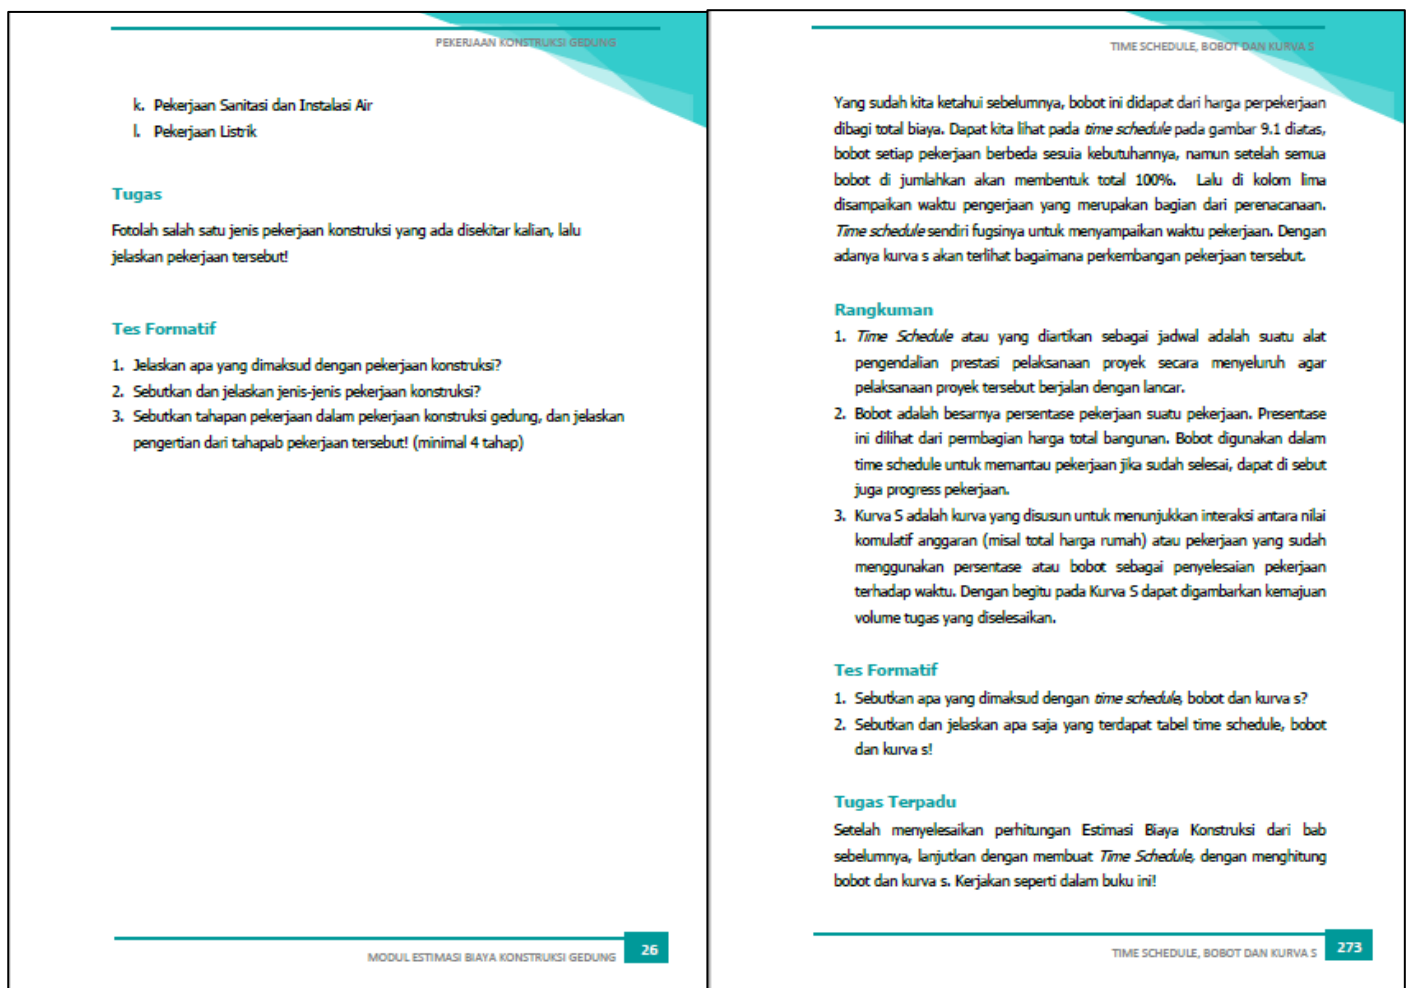 PEKERJAAN KONSTRUKSI GEDUNG
k. Pekerjaan Sanitasi dan Instalasi Air
l. Pekerjaan Listrik
Tugas
Fotolah salah satu jenis pekerjaan konstruksi yang ada disekitar kalian, lalu
jelaskan pekerjaan tersebut!
Tes Formatif
1. Jelaskan apa yang dimaksud dengan pekerjaan konstruksi?
2. Sebutkan dan jelaskan jenis-jenis pekerjaan konstruksi?
3. Sebutkan tahapan pekerjaan dalam pekerjaan konstruksi gedung, dan jelaskan
pengertian dari tahapab pekerjaan tersebut! (minimal 4 tahap)
MODUL ESTIMASI BIAYA KONSTRUKSI GEDUNG 26
TIME SCHEDULE, BOBOT DAN KURVA S
Yang sudah kita ketahui sebelumnya, bobot ini didapat dari harga perpekerjaan
dibagi total biaya. Dapat kita lihat pada time schedule pada gambar 9.1 diatas,
bobot setiap pekerjaan berbeda sesuia kebutuhannya, namun setelah semua
bobot di jumlahkan akan membentuk total 100%. Lalu di kolom lima
disampaikan waktu pengerjaan yang merupakan bagian dari perenacanaan.
Time schedule sendiri fugsinya untuk menyampaikan waktu pekerjaan. Dengan
adanya kurva s akan terlihat bagaimana perkembangan pekerjaan tersebut.
Rangkuman
1. Time Schedule atau yang diartikan sebagai jadwal adalah suatu alat
pengendalian prestasi pelaksanaan proyek secara menyeluruh agar
pelaksanaan proyek tersebut berjalan dengan lancar.
2. Bobot adalah besarnya persentase pekerjaan suatu pekerjaan. Presentase
ini dilihat dari permbagian harga total bangunan. Bobot digunakan dalam
time schedule untuk memantau pekerjaan jika sudah selesai, dapat di sebut
juga progress pekerjaan.
3. Kurva S adalah kurva yang disusun untuk menunjukkan interaksi antara nilai
komulatif anggaran (misal total harga rumah) atau pekerjaan yang sudah
menggunakan persentase atau bobot sebagai penyelesaian pekerjaan
terhadap waktu. Dengan begitu pada Kurva S dapat digambarkan kemajuan
volume tugas yang diselesaikan.
Tes Formatif
1. Sebutkan apa yang dimaksud dengan time schedule, bobot dan kurva s?
2. Sebutkan dan jelaskan apa saja yang terdapat tabel time schedule, bobot
dan kurva s!
Tugas Terpadu
Setelah menyelesaikan perhitungan Estimasi Biaya Konstruksi dari bab
sebelumnya, lanjutkan dengan membuat Time Schedule, dengan menghitung
bobot dan kurva s. Kerjakan seperti dalam buku ini!
TIME SCHEDULE, BOBOT DAN KURVA S 273